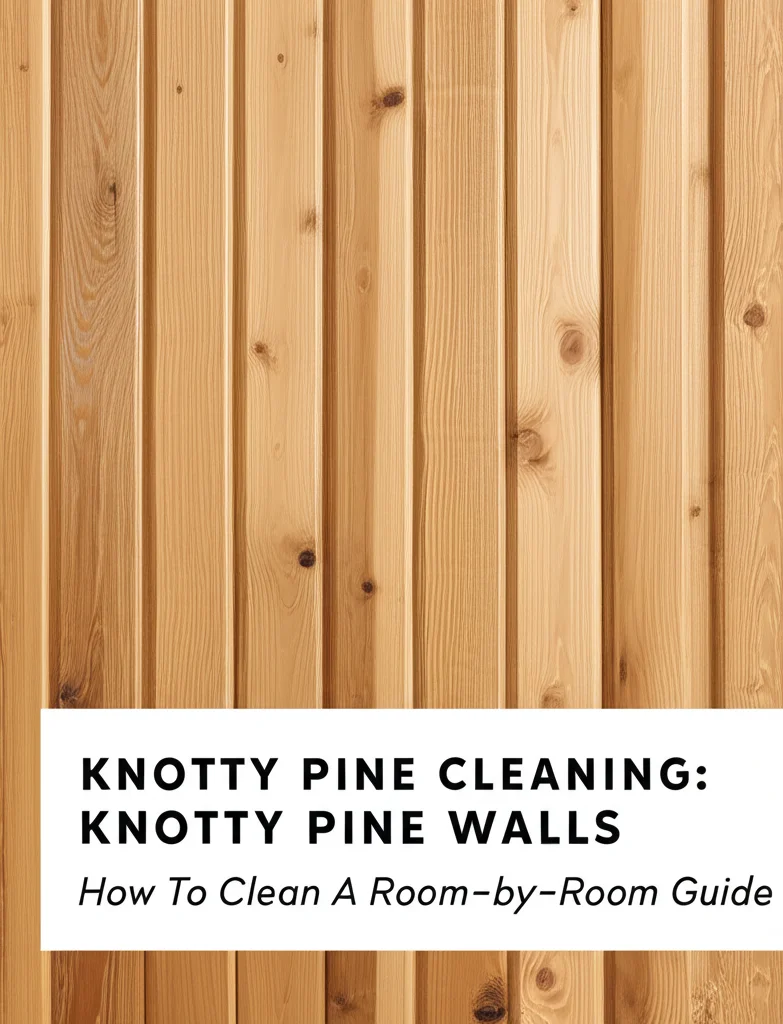 KNOTTY PINE CLEANING:
KNOTTY PINE WALLS
How To Clean A Room-by-Room Guide